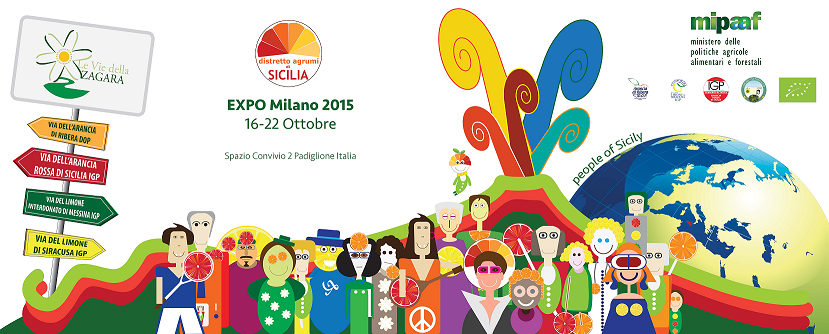 Le Vie della
ZAGARA
VIA DELL'ARANCIA
DI RIBERA DOP
VIA DELL'ARANCIA
ROSSA DI SICILIA IGP
VIA DEL LIMONE
INTERDONATO DI MESSINA IGP
VIA DEL LIMONE
DI SIRACUSA IGP
distretto agrumi
di
SICILIA
EXPO Milano 2015
16-22 Ottobre
Spazio Convivio 2 Padiglione Italia
people of Sicily
mipaaf
ministero delle
politiche agricole
alimentari e forestali
IGP